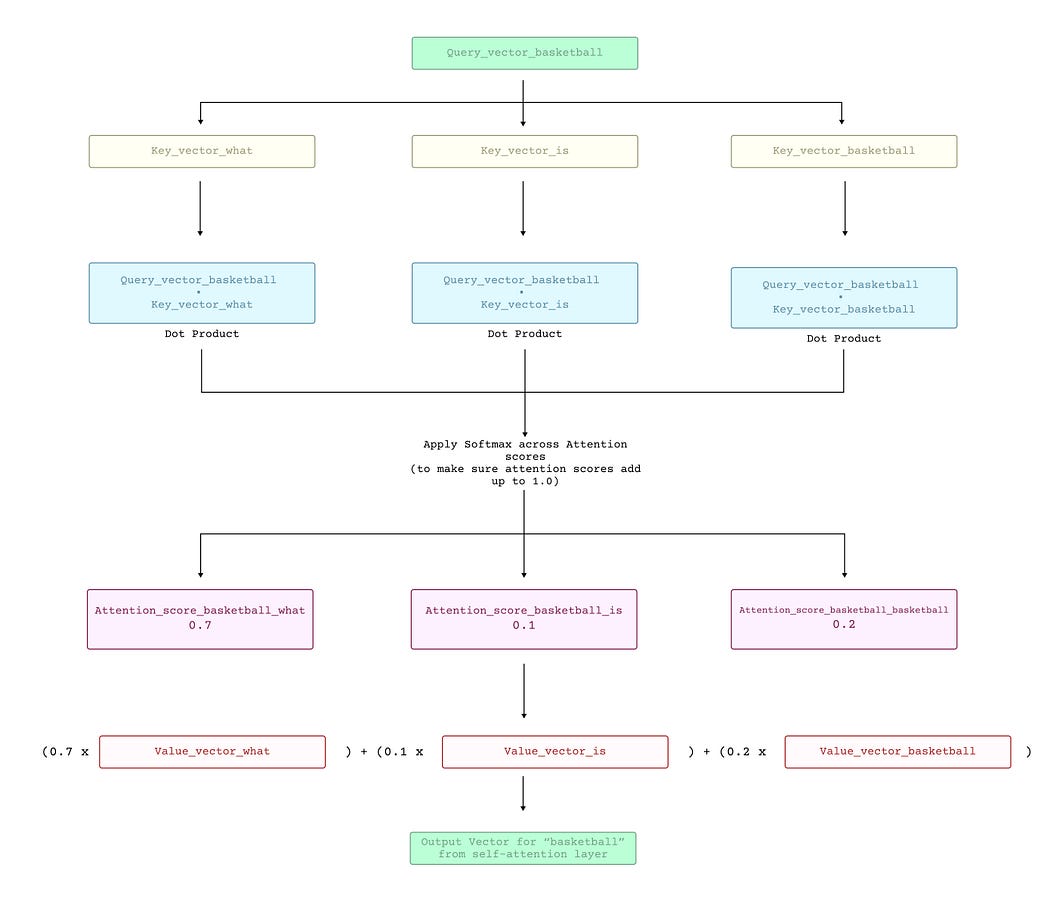 Query_vector_basketball
Key_vector_what
Key_vector_is
Key_vector_basketball
Query_vector_basketball
•
Key_vector_what
Query_vector_basketball
•
Key_vector_is
Query_vector_basketball
•
Key_vector_basketball
Dot Product
Dot Product
Dot Product
Apply Softmax across Attention
scores
(to make sure attention scores add
up to 1.0)
Attention_score_basketball_what
0.7
Attention_score_basketball_is
0.1
Attention_score_basketball_basketball
0.2
(0.7 x Value_vector_what ) + (0.1 x Value_vector_is ) + (0.2 x Value_vector_basketball )
Output Vector for “basketball”
from self-attention layer